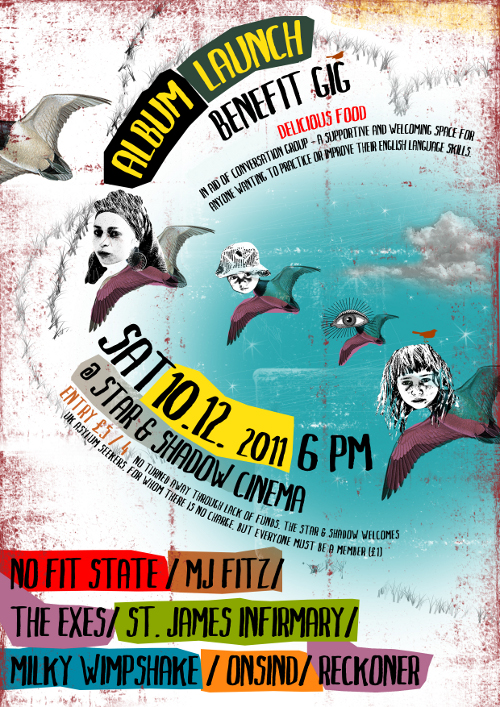 ALBUM LAUNCH
BENEFIT GIG
DELICIOUS FOOD
IN AID OF CONVERSATION GROUP - A SUPPORTIVE AND WELCOMING SPACE FOR
ANYONE WANTING TO PRACTICE OR IMPROVE THEIR ENGLISH LANGUAGE SKILLS.
SAT 10.12. 2011 6 PM
@ STAR & SHADOW CINEMA
ENTRY £5 / 4. NO TURNED AWAY THROUGH LACK OF FUNDS. THE STAR & SHADOW WELCOMES
UK ASYLUM SEEKERS, FOR WHOM THERE IS NO CHARGE, BUT EVERYONE MUST BE A MEMBER (£1)
NO FIT STATE / MJ FITZ/
THE EXES/ ST. JAMES INFIRMARY/
MILKY WIMPSHAKE / ONSIND/ RECKONER